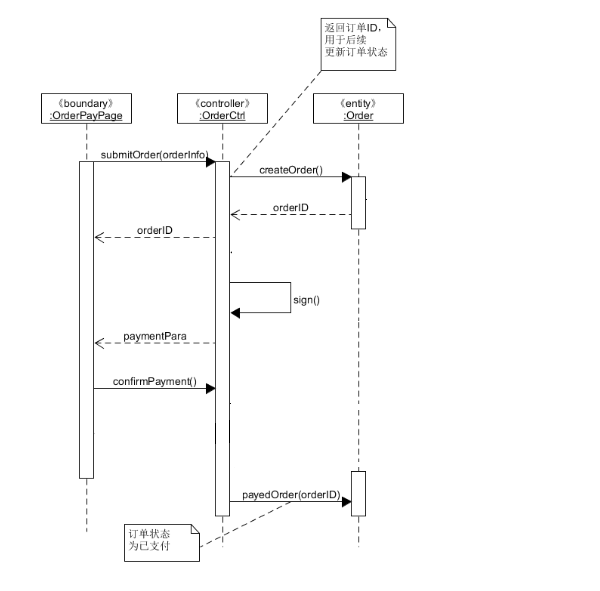 返回订单ID，
用于后续
更新订单状态
《boundary》
:OrderPayPage
《controller》
:OrderCtrl
《entity》
:Order
submitOrder(orderInfo)
createOrder()
orderID
orderID
sign()
paymentPara
confirmPayment()
payedOrder(orderID)
订单状态
为已支付